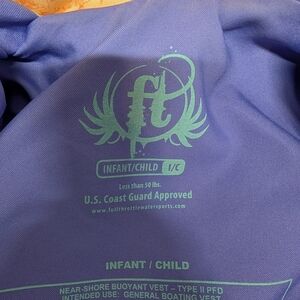 ft
INFANT/CHILD I/C
Less than 50 lbs.
U.S. Coast Guard Approved
www.fullthrottlewatersports.com
INFANT / CHILD
NEAR-SHORE BUOYANT VEST – TYPE II PFD
INTENDED USE: GENERAL BOATING VEST